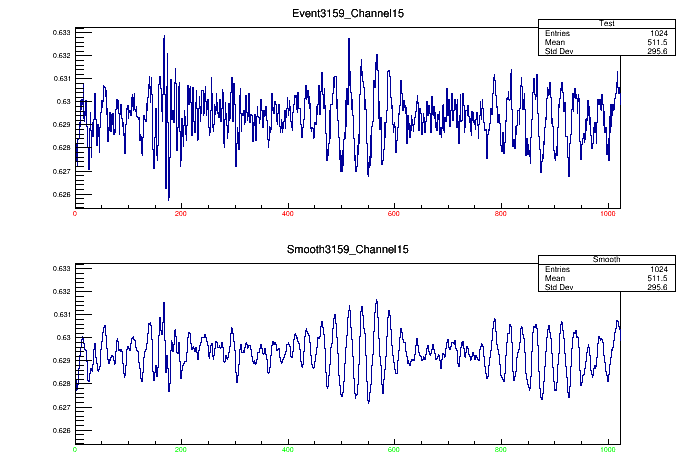 Event3159_Channel15
Test
Entries 1024
Mean 511.5
Std Dev 295.6
0.633
0.632
0.631
0.63
0.629
0.628
0.627
0.626
0 200 400 600 800 1000
Smooth3159_Channel15
Smooth
Entries 1024
Mean 511.5
Std Dev 295.6
0.633
0.632
0.631
0.63
0.629
0.628
0.627
0.626
0 200 400 600 800 1000